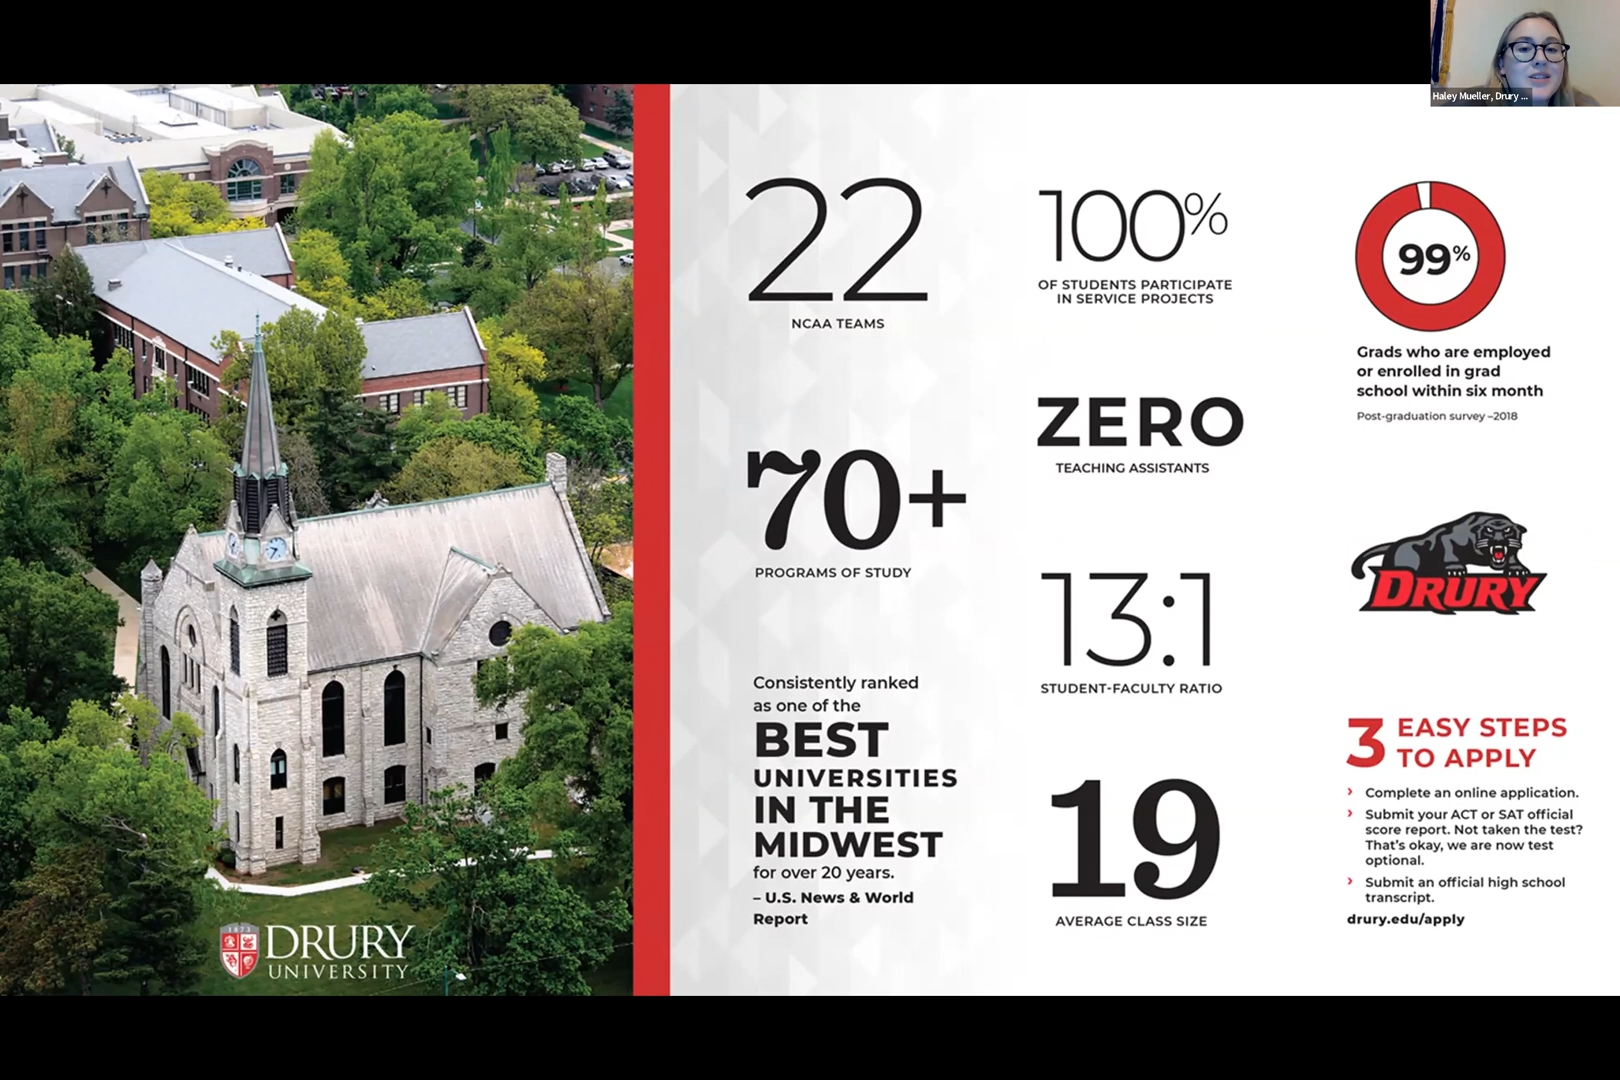 Haley Mueller, Drury ...
22
NCAA TEAMS
70+
PROGRAMS OF STUDY
Consistently ranked
as one of the
BEST
UNIVERSITIES
IN THE
MIDWEST
for over 20 years.
– U.S. News & World
Report
100%
OF STUDENTS PARTICIPATE
IN SERVICE PROJECTS
ZERO
TEACHING ASSISTANTS
13:1
STUDENT-FACULTY RATIO
19
AVERAGE CLASS SIZE
99%
Grads who are employed
or enrolled in grad
school within six month
Post-graduation survey –2018
DRURY
3 EASY STEPS
TO APPLY
› Complete an online application.
› Submit your ACT or SAT official
score report. Not taken the test?
That's okay, we are now test
optional.
› Submit an official high school
transcript.
drury.edu/apply
1873
DRURY
UNIVERSITY